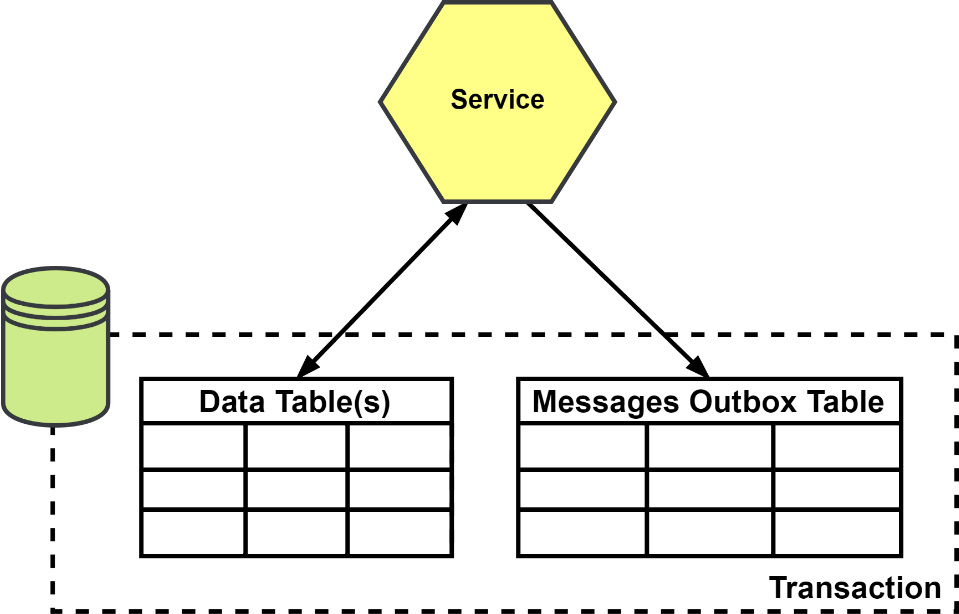 Service
Data Table(s)
Messages Outbox Table
Transaction